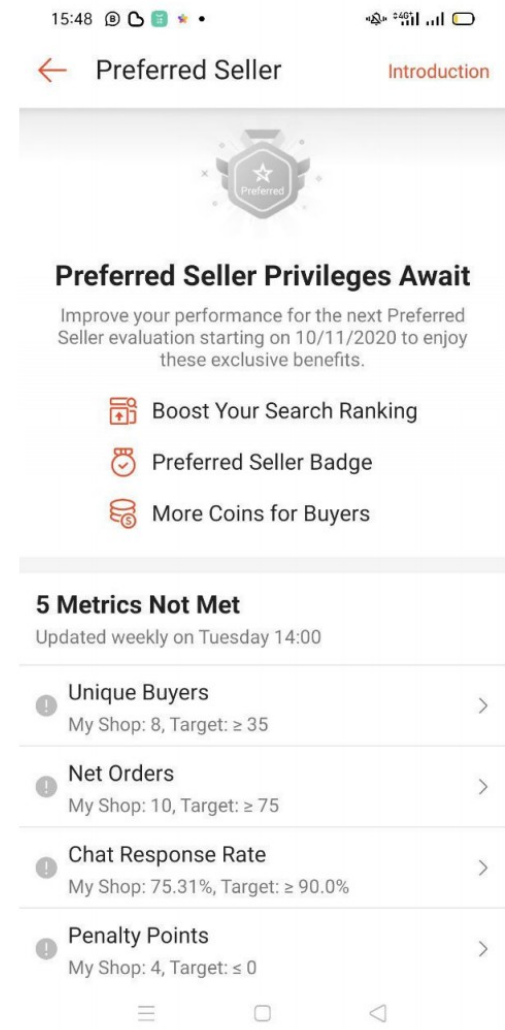 15:48
Preferred Seller
Introduction
Preferred
Preferred Seller Privileges Await
Improve your performance for the next Preferred
Seller evaluation starting on 10/11/2020 to enjoy
these exclusive benefits.
Boost Your Search Ranking
Preferred Seller Badge
More Coins for Buyers
5 Metrics Not Met
Updated weekly on Tuesday 14:00
Unique Buyers
My Shop: 8, Target: ≥ 35
Net Orders
My Shop: 10, Target: ≥ 75
Chat Response Rate
My Shop: 75.31%, Target: ≥ 90.0%
Penalty Points
My Shop: 4, Target: ≤ 0